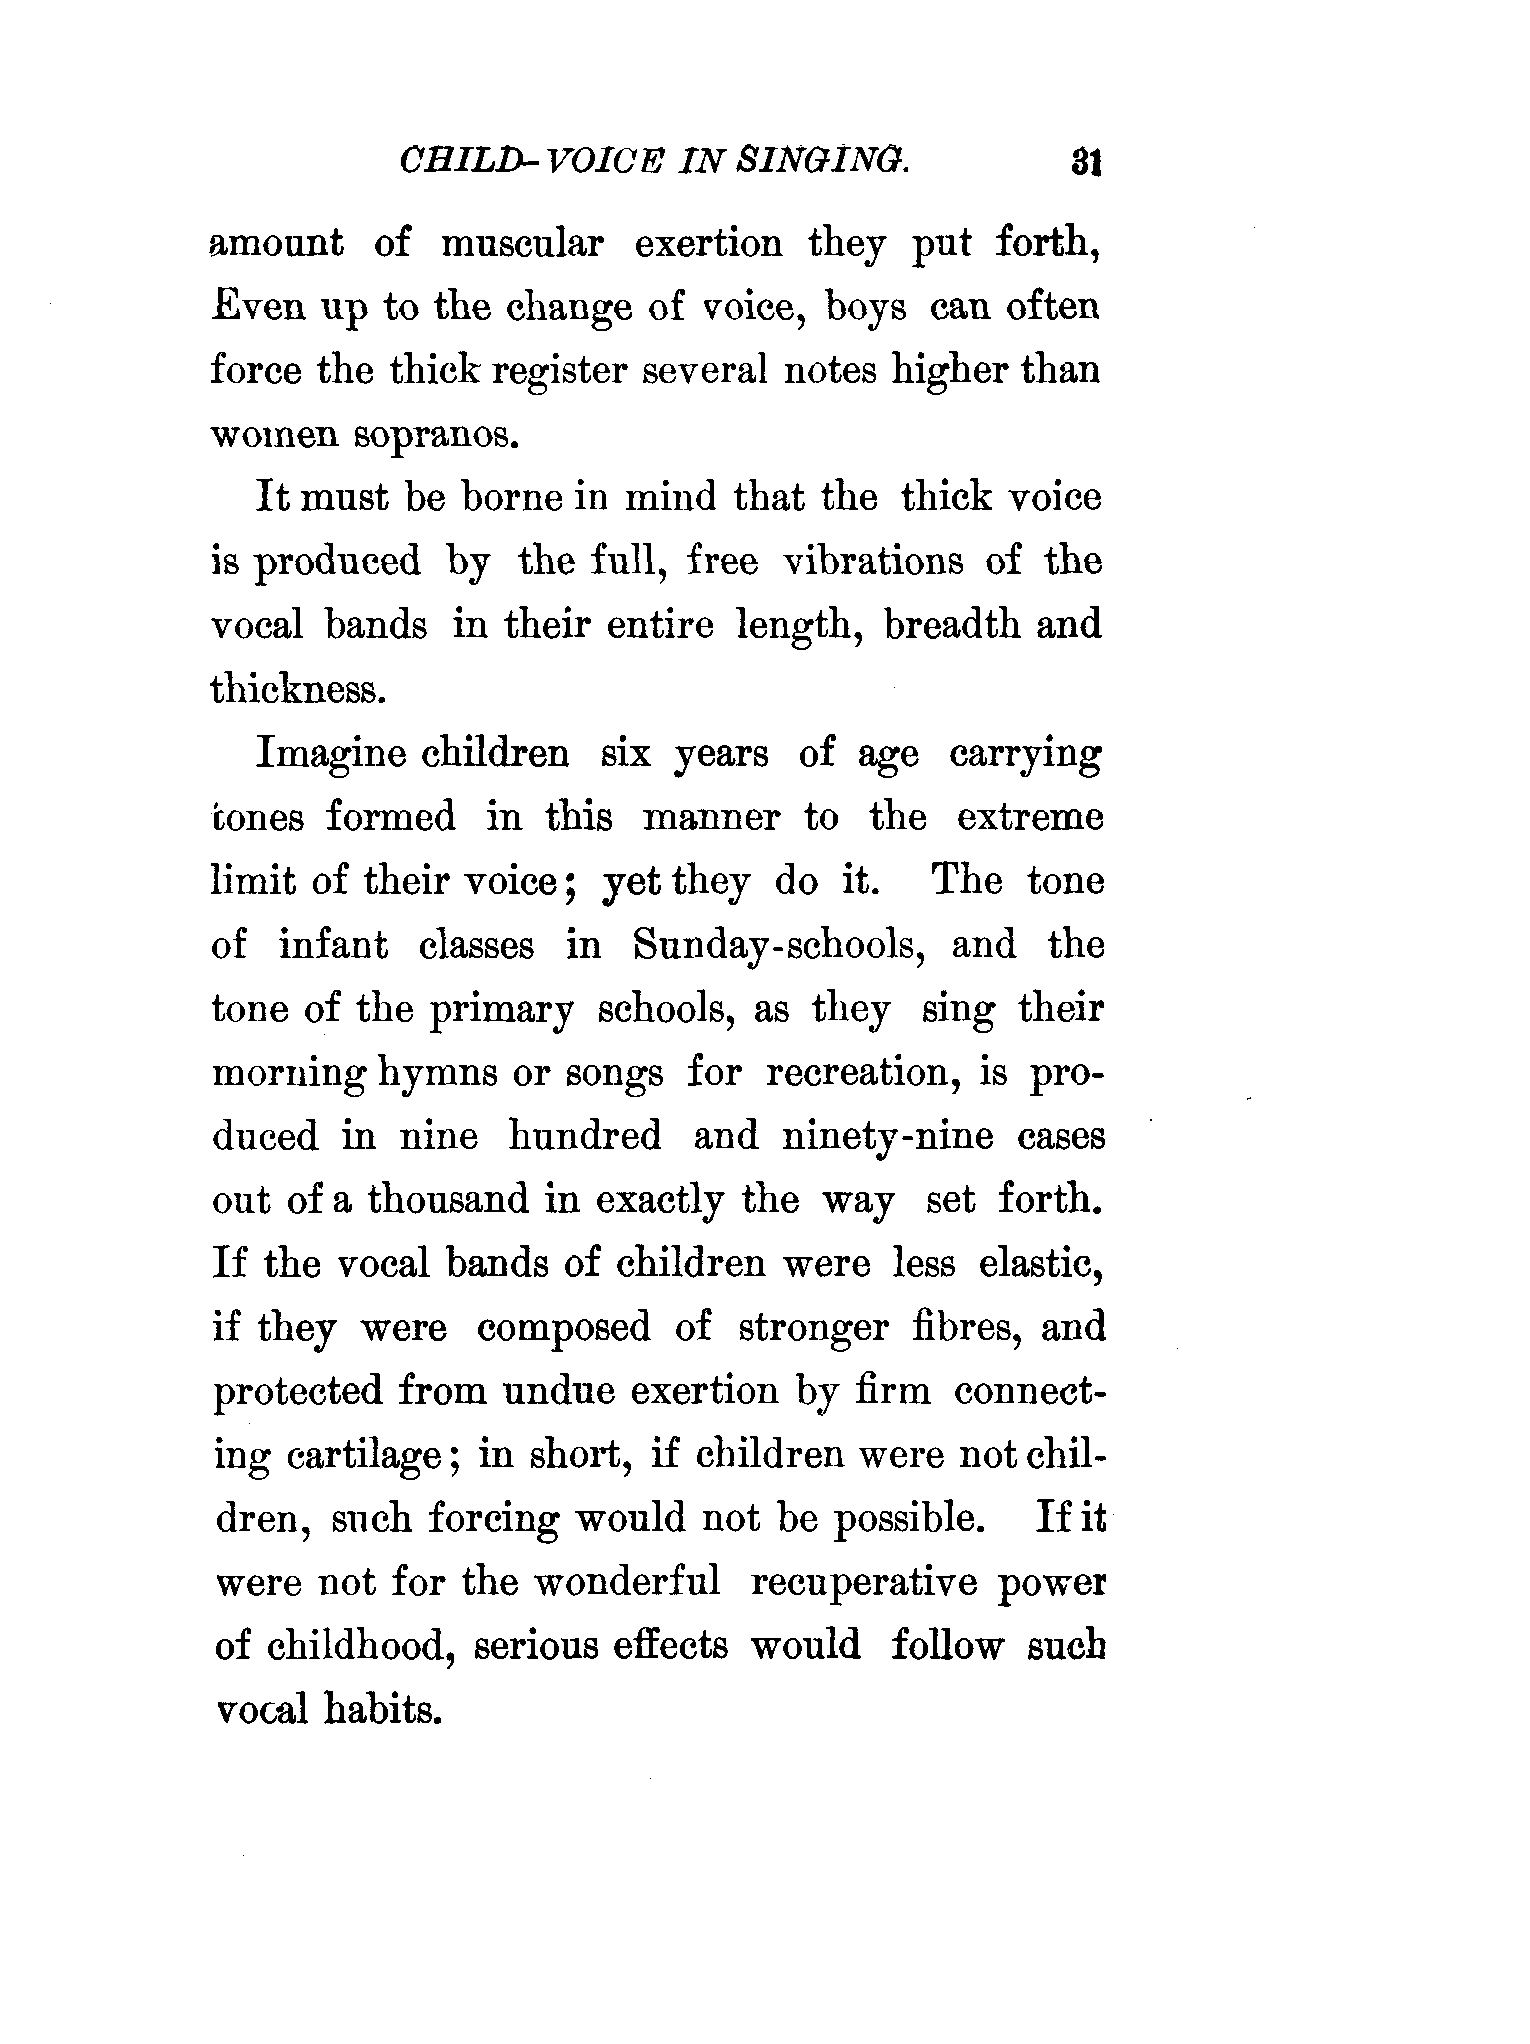 CHILD-VOICE IN SINGING. 31
amount of muscular exertion they put forth,
Even up to the change of voice, boys can often
force the thick register several notes higher than
women sopranos.
It must be borne in mind that the thick voice
is produced by the full, free vibrations of the
vocal bands in their entire length, breadth and
thickness.
Imagine children six years of age carrying
tones formed in this manner to the extreme
limit of their voice; yet they do it. The tone
of infant classes in Sunday-schools, and the
tone of the primary schools, as they sing their
morning hymns or songs for recreation, is pro-
duced in nine hundred and ninety-nine cases
out of a thousand in exactly the way set forth.
If the vocal bands of children were less elastic,
if they were composed of stronger fibres, and
protected from undue exertion by firm connect-
ing cartilage; in short, if children were not chil-
dren, such forcing would not be possible. If it
were not for the wonderful recuperative power
of childhood, serious effects would follow such
vocal habits.